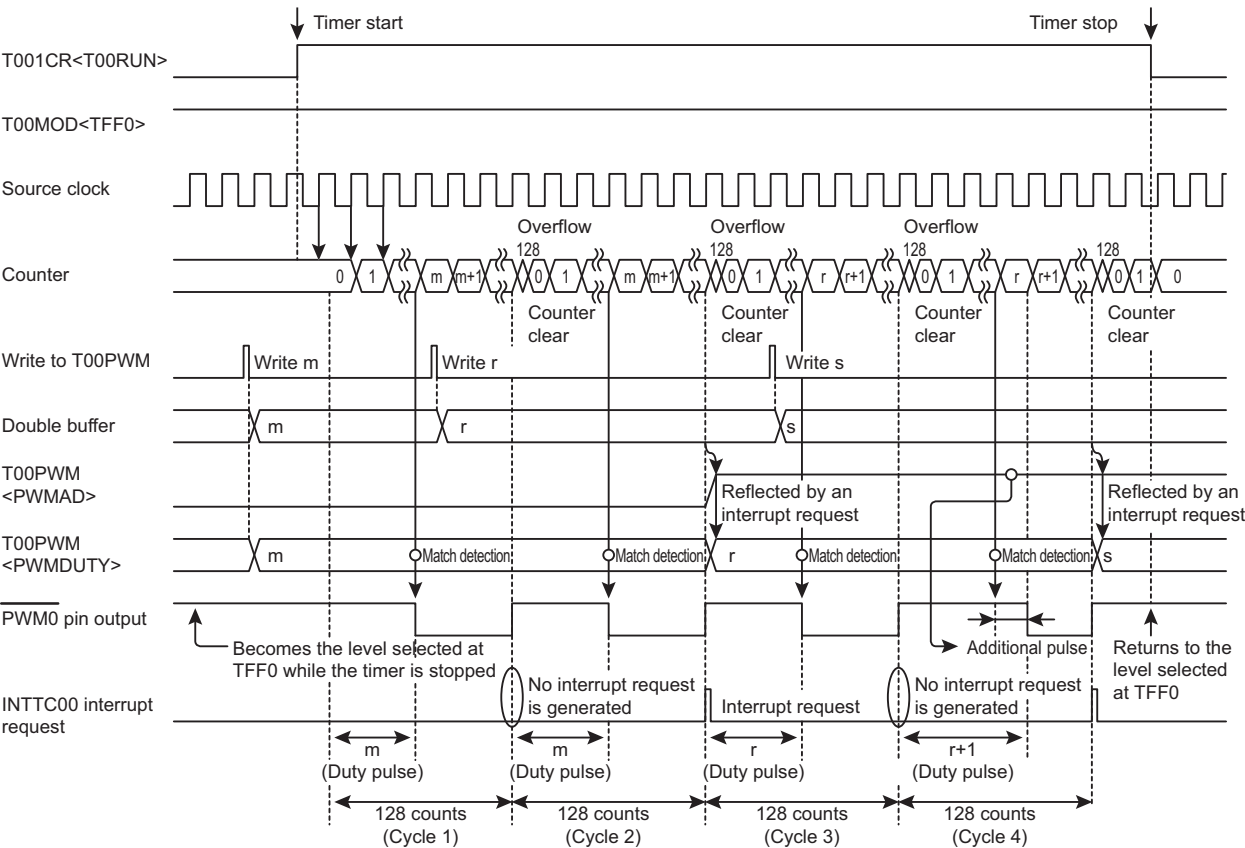 Timer start
Timer stop
T001CR<T00RUN>
T00MOD<TFF0>
Source clock
Overflow
Overflow
Overflow
128
128
128
128
Counter
0 1 m m+1 0 1 m m+1 0 1 r r+1 0 1 r r+1 0 1 0
Counter
clear
Counter
clear
Counter
clear
Counter
clear
Write to T00PWM
Write m
Write r
Write s
Double buffer
m
r
s
T00PWM
<PWMAD>
Reflected by an
interrupt request
Reflected by an
interrupt request
T00PWM
<PWMDUTY>
m
Match detection
Match detection
r
Match detection
Match detection
s
PWM0 pin output
Becomes the level selected at
TFF0 while the timer is stopped
Additional pulse
Returns to the
level selected
at TFF0
INTTC00 interrupt
request
No interrupt request
is generated
Interrupt request
No interrupt request
is generated
m
(Duty pulse)
m
(Duty pulse)
r
(Duty pulse)
r+1
(Duty pulse)
128 counts
(Cycle 1)
128 counts
(Cycle 2)
128 counts
(Cycle 3)
128 counts
(Cycle 4)